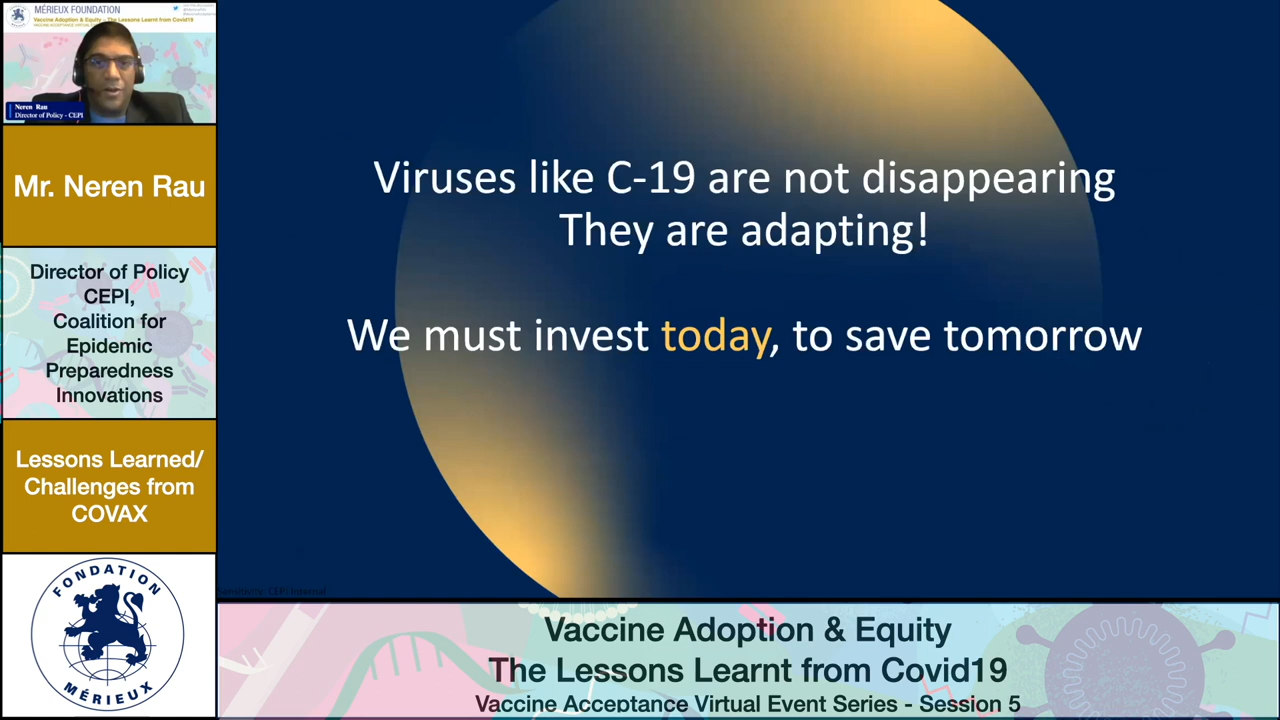 MÉRIEUX FOUNDATION
Vaccine Adoption & Equity - The Lessons Learnt from Covid19
Neren Rau
Director of Policy - CEPI
Mr. Neren Rau
Director of Policy
CEPI,
Coalition for
Epidemic
Preparedness
Innovations
Lessons Learned/
Challenges from
COVAX
FONDATION
MÉRIEUX
Viruses like C-19 are not disappearing
They are adapting!
We must invest today, to save tomorrow
Sensitivity: CEPI Internal
Vaccine Adoption & Equity
The Lessons Learnt from Covid19
Vaccine Acceptance Virtual Event Series - Session 5